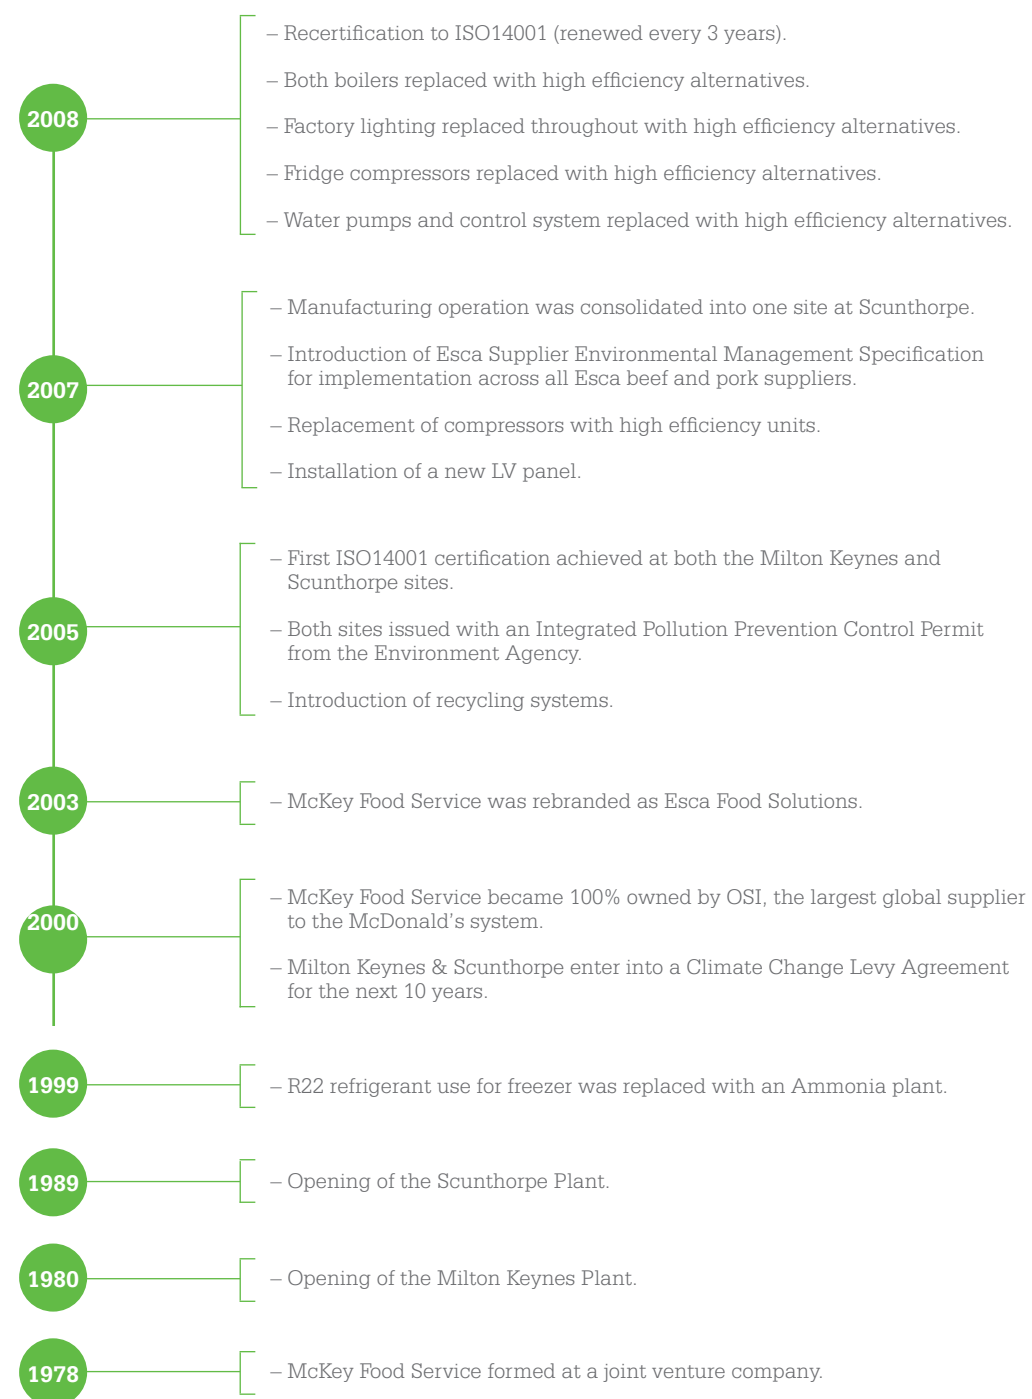 – Recertification to ISO14001 (renewed every 3 years).
– Both boilers replaced with high efficiency alternatives.
2008
– Factory lighting replaced throughout with high efficiency alternatives.
– Fridge compressors replaced with high efficiency alternatives.
– Water pumps and control system replaced with high efficiency alternatives.
– Manufacturing operation was consolidated into one site at Scunthorpe.
– Introduction of Esca Supplier Environmental Management Specification
for implementation across all Esca beef and pork suppliers.
2007
– Replacement of compressors with high efficiency units.
– Installation of a new LV panel.
– First ISO14001 certification achieved at both the Milton Keynes and
Scunthorpe sites.
2005
– Both sites issued with an Integrated Pollution Prevention Control Permit
from the Environment Agency.
– Introduction of recycling systems.
2003
– McKey Food Service was rebranded as Esca Food Solutions.
– McKey Food Service became 100% owned by OSI, the largest global supplier
to the McDonald's system.
2000
– Milton Keynes & Scunthorpe enter into a Climate Change Levy Agreement
for the next 10 years.
1999
– R22 refrigerant use for freezer was replaced with an Ammonia plant.
1989
– Opening of the Scunthorpe Plant.
1980
– Opening of the Milton Keynes Plant.
1978
– McKey Food Service formed at a joint venture company.